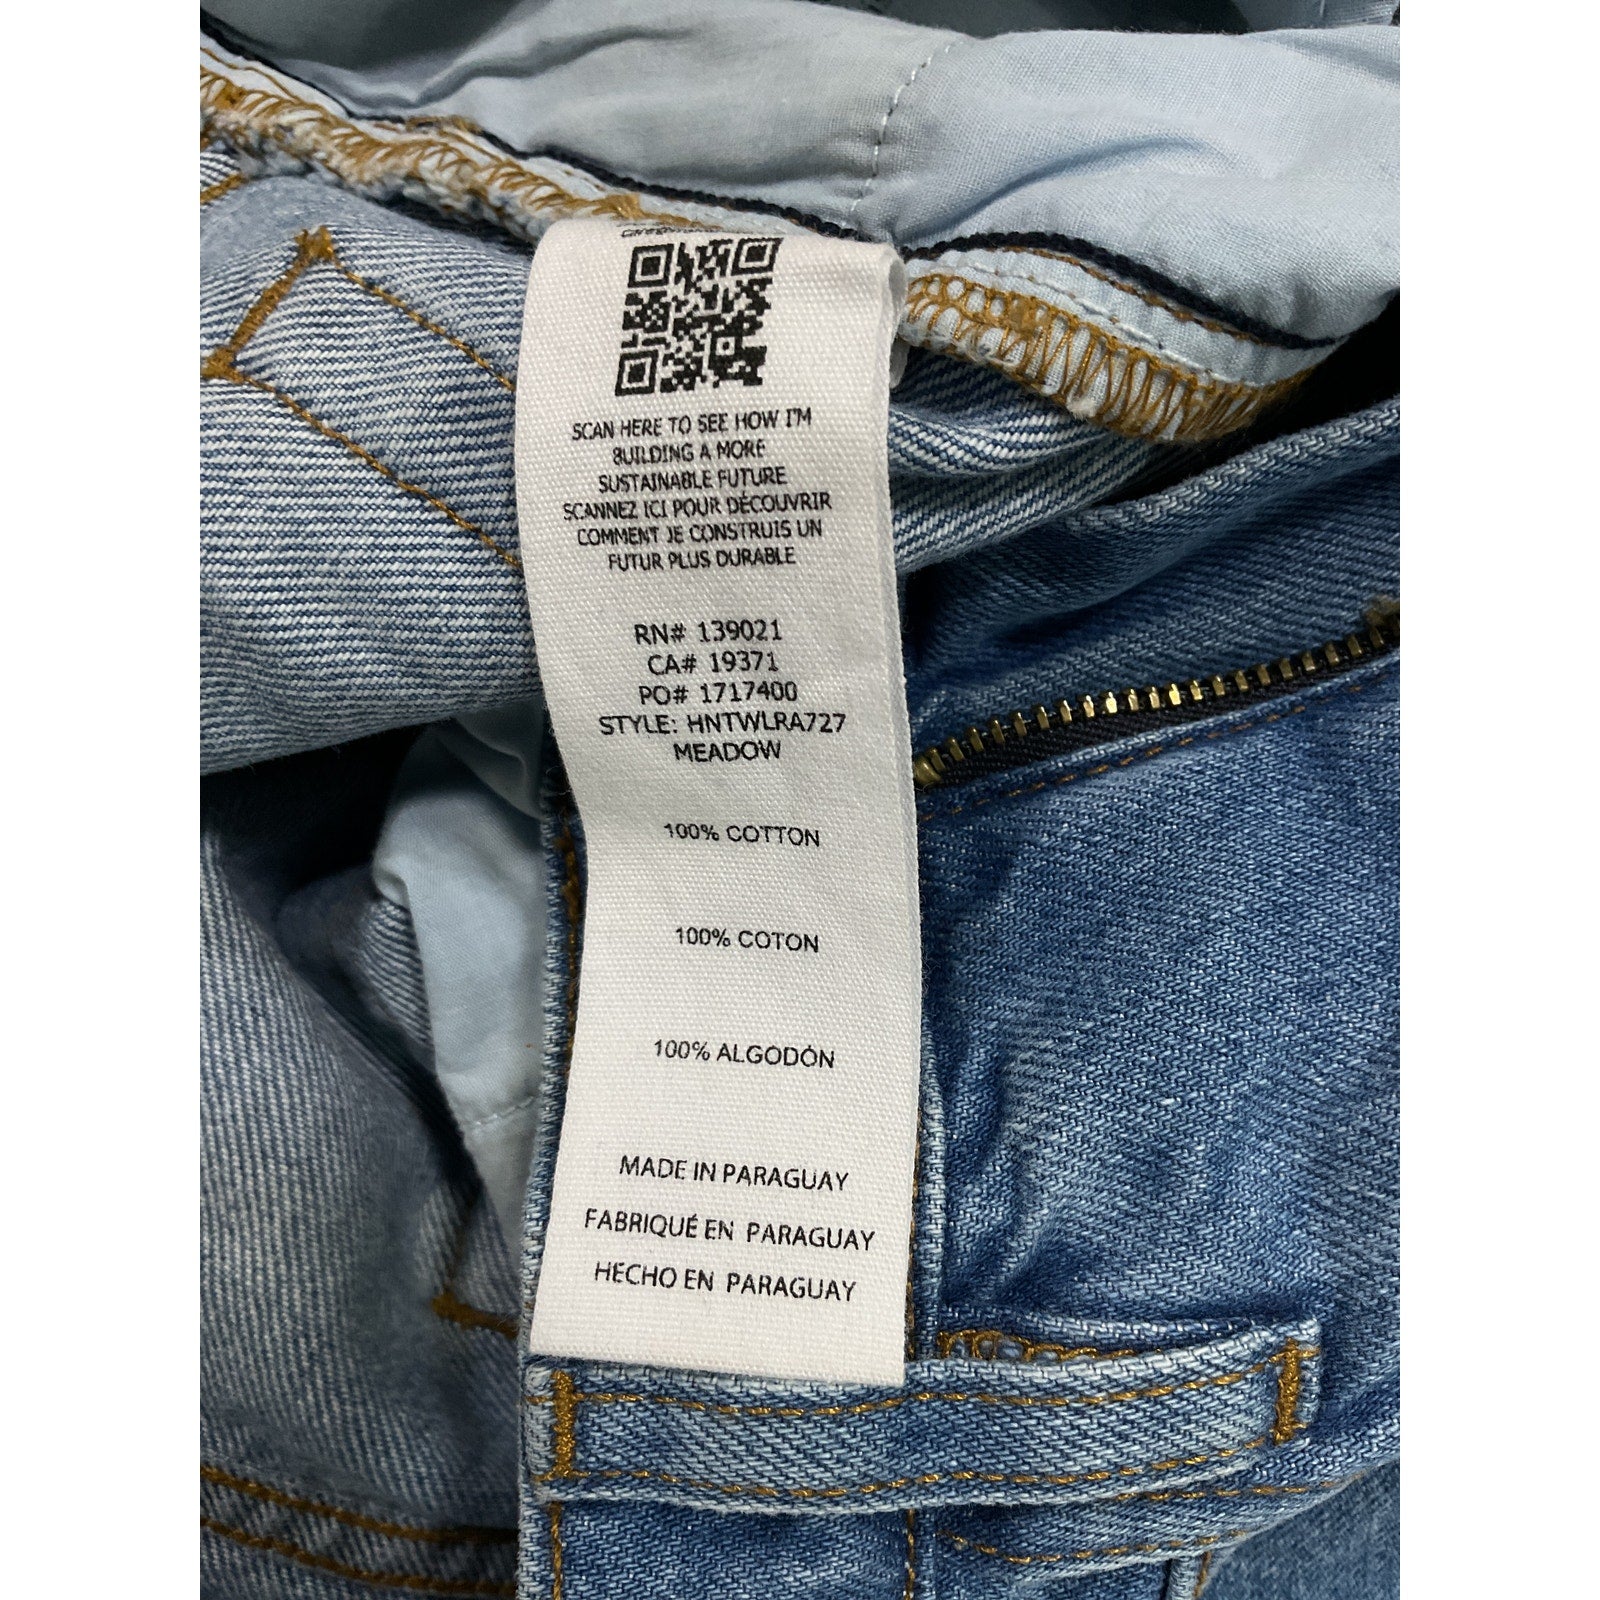 SCAN HERE TO SEE HOW I'M
BUILDING A MORE
SUSTAINABLE FUTURE
SCANNEZ ICI POUR DÉCOUVRIR
COMMENT JE CONSTRUIS UN
FUTUR PLUS DURABLE
RN# 139021
CA# 19371
PO# 1717400
STYLE: HNTWLRA727
MEADOW
100% COTTON
100% COTON
100% ALGODÓN
MADE IN PARAGUAY
FABRIQUÉ EN PARAGUAY
HECHO EN PARAGUAY